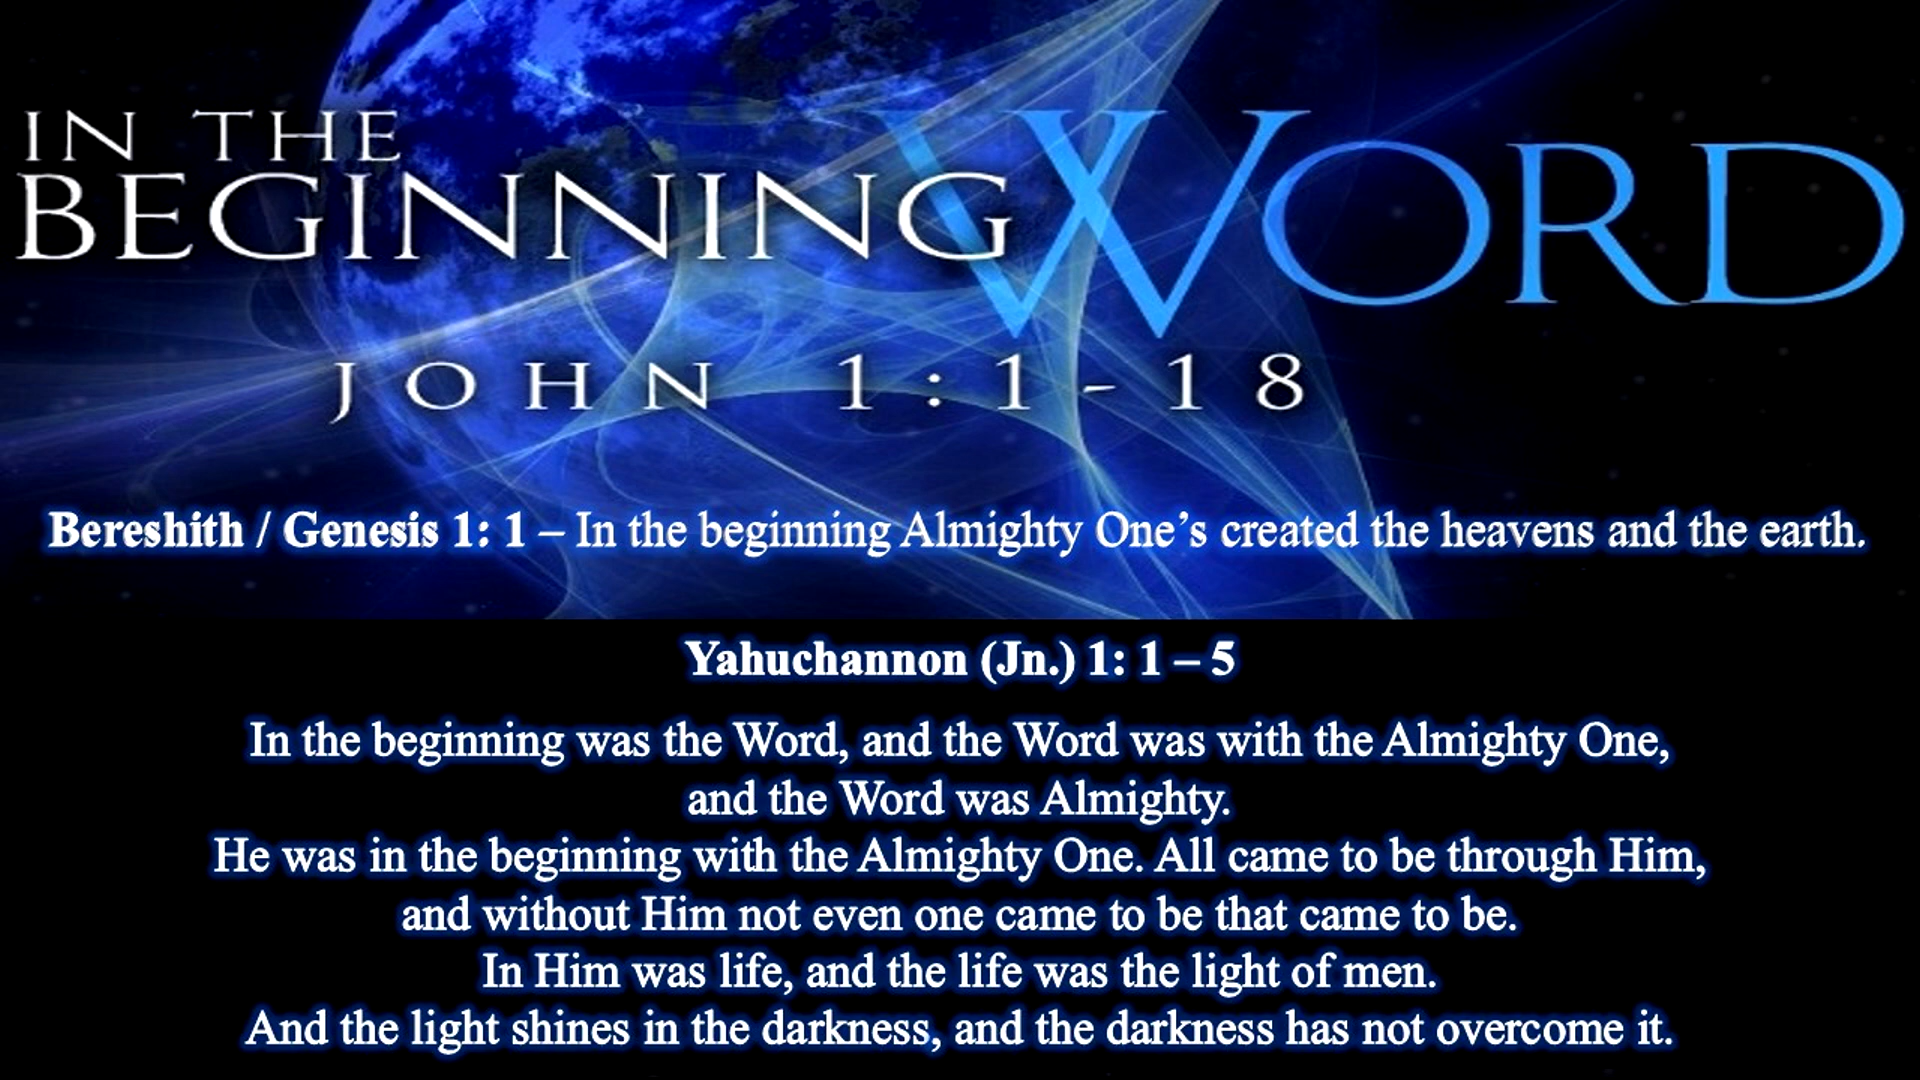 IN THE
BEGINNING WORD
JOHN 1:1-18
Bereshith / Genesis 1: 1 – In the beginning Almighty One’s created the heavens and the earth.
Yahuchannon (Jn.) 1: 1 – 5
In the beginning was the Word, and the Word was with the Almighty One,
and the Word was Almighty.
He was in the beginning with the Almighty One. All came to be through Him,
and without Him not even one came to be that came to be.
In Him was life, and the life was the light of men.
And the light shines in the darkness, and the darkness has not overcome it.